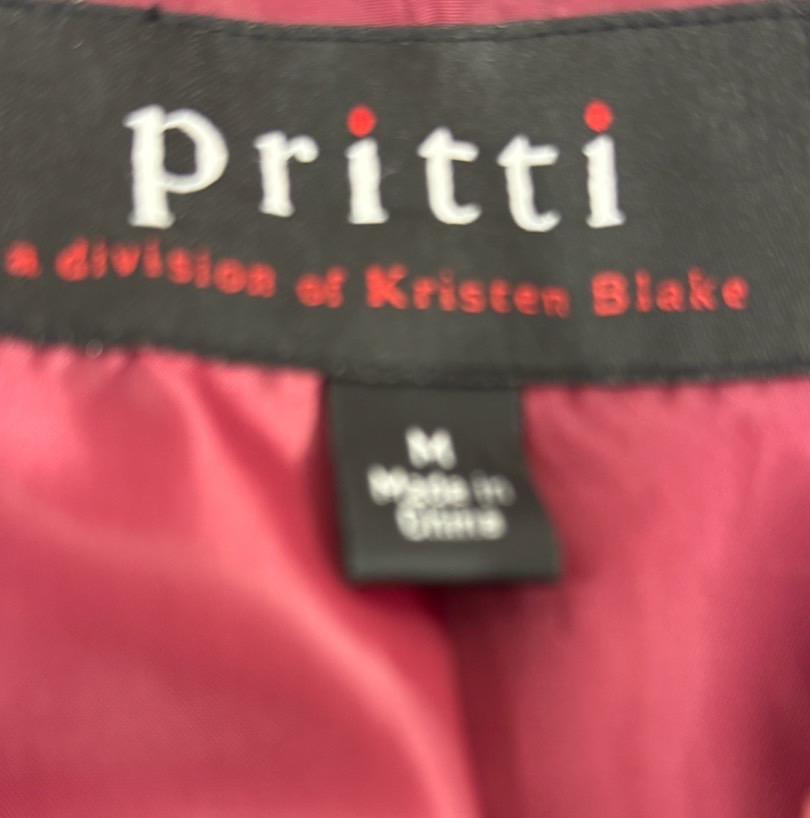 pritti
a division of Kristen Blake
M
Made in
China